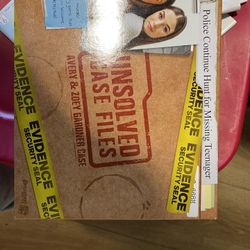 Police Continue Hunt for Missing Teenager
UNSOLVED
CASE FILES
AVERY & ZOEY GARDNER CASE
EVIDENCE
SECURITY SEAL
EVIDENCE
SECURITY SEAL
EVIDENCE
SECURITY SEAL
EVIDENCE
SECURITY SEAL